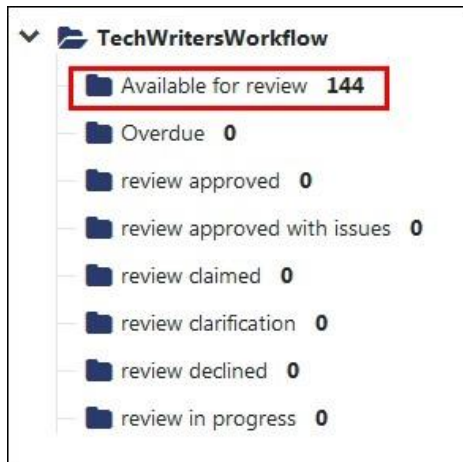 TechWritersWorkflow
Available for review 144
Overdue 0
review approved 0
review approved with issues 0
review claimed 0
review clarification 0
review declined 0
review in progress 0